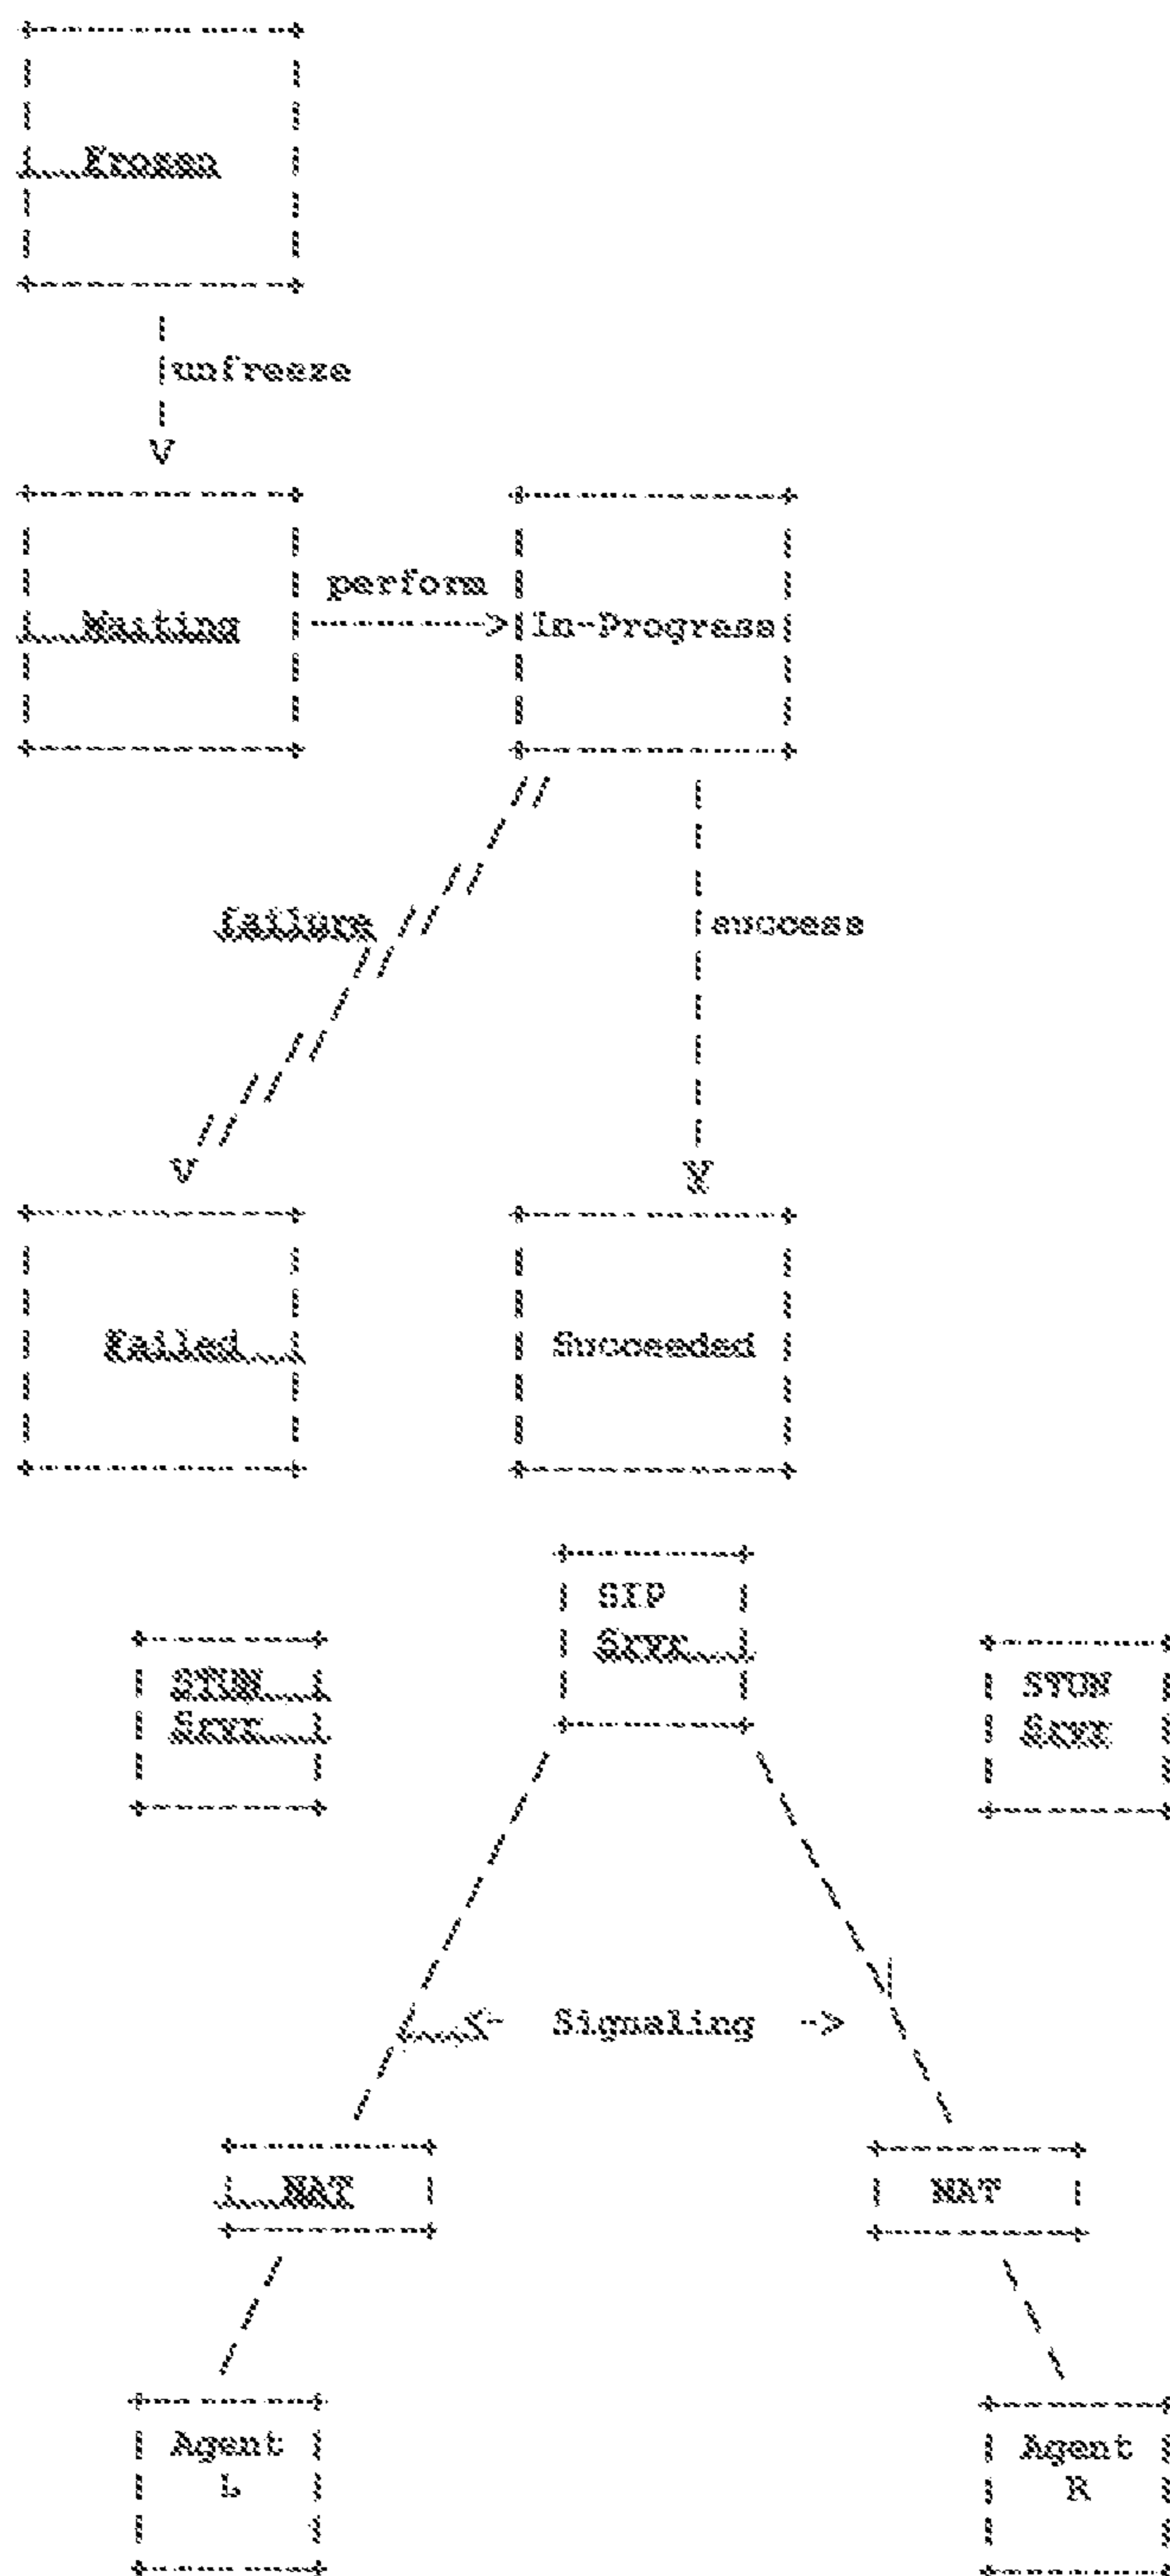 Frozen
unfreeze
perform
Waiting
In-Progress
failure
success
Failed
Succeeded
SIP
Srvr
STUN
STUN
Srvr
Srvr
<- Signaling ->
NAT
NAT
Agent
Agent
L
R